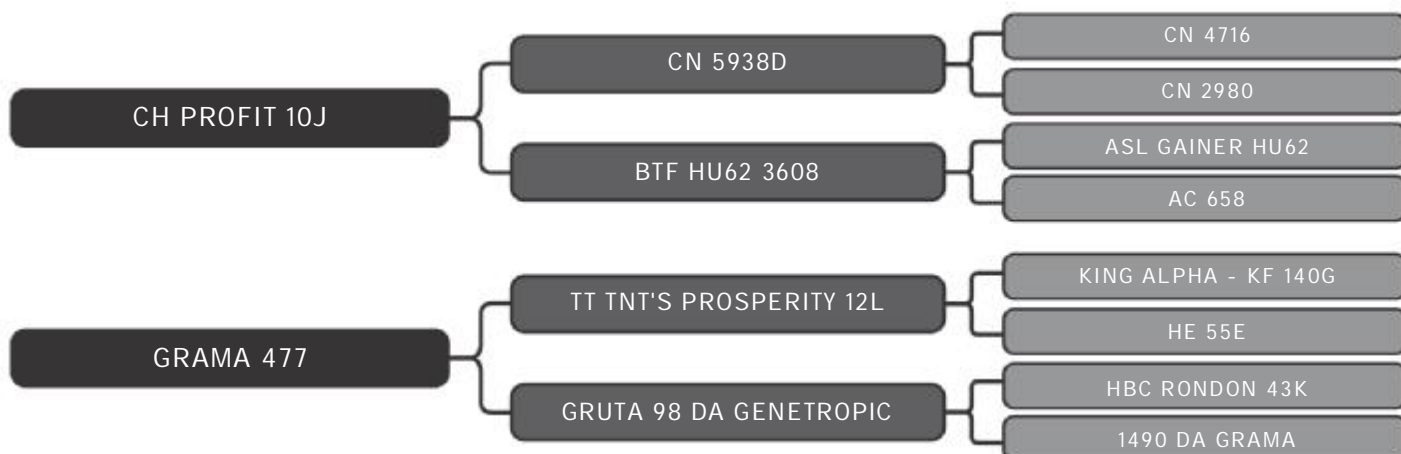 CH PROFIT 10J
CN 5938D
CN 4716
CN 2980
BTF HU62 3608
ASL GAINER HU62
AC 658
GRAMA 477
TT TNT'S PROSPERITY 12L
KING ALPHA - KF 140G
HE 55E
GRUTA 98 DA GENETROPIC
HBC RONDON 43K
1490 DA GRAMA